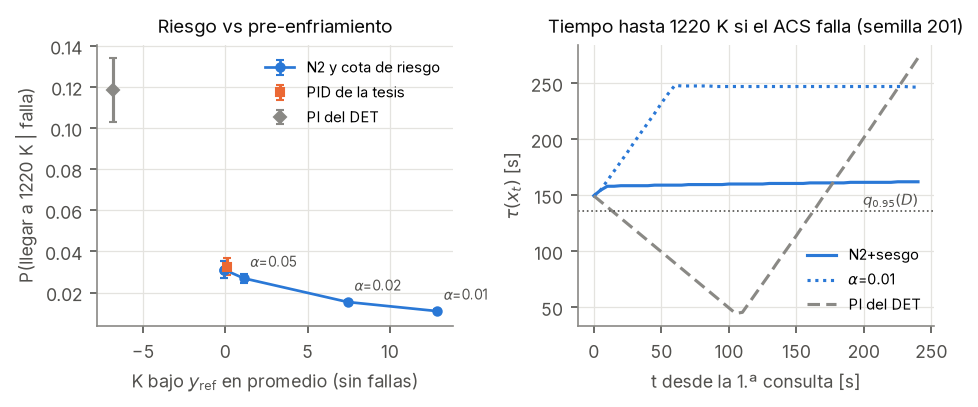 Riesgo vs pre-enfriamiento
P(llegar a 1220 K | falla)
0.14
0.12
0.10
0.08
0.06
0.04
0.02
N2 y cota de riesgo
PID de la tesis
PI del DET
α=0.05
α=0.02
α=0.01
−5
0
5
10
K bajo y_ref en promedio (sin fallas)
Tiempo hasta 1220 K si el ACS falla (semilla 201)
τ(x_t) [s]
250
200
150
100
50
q_0.95(D)
N2+sesgo
α=0.01
PI del DET
0
50
100
150
200
250
t desde la 1.ª consulta [s]